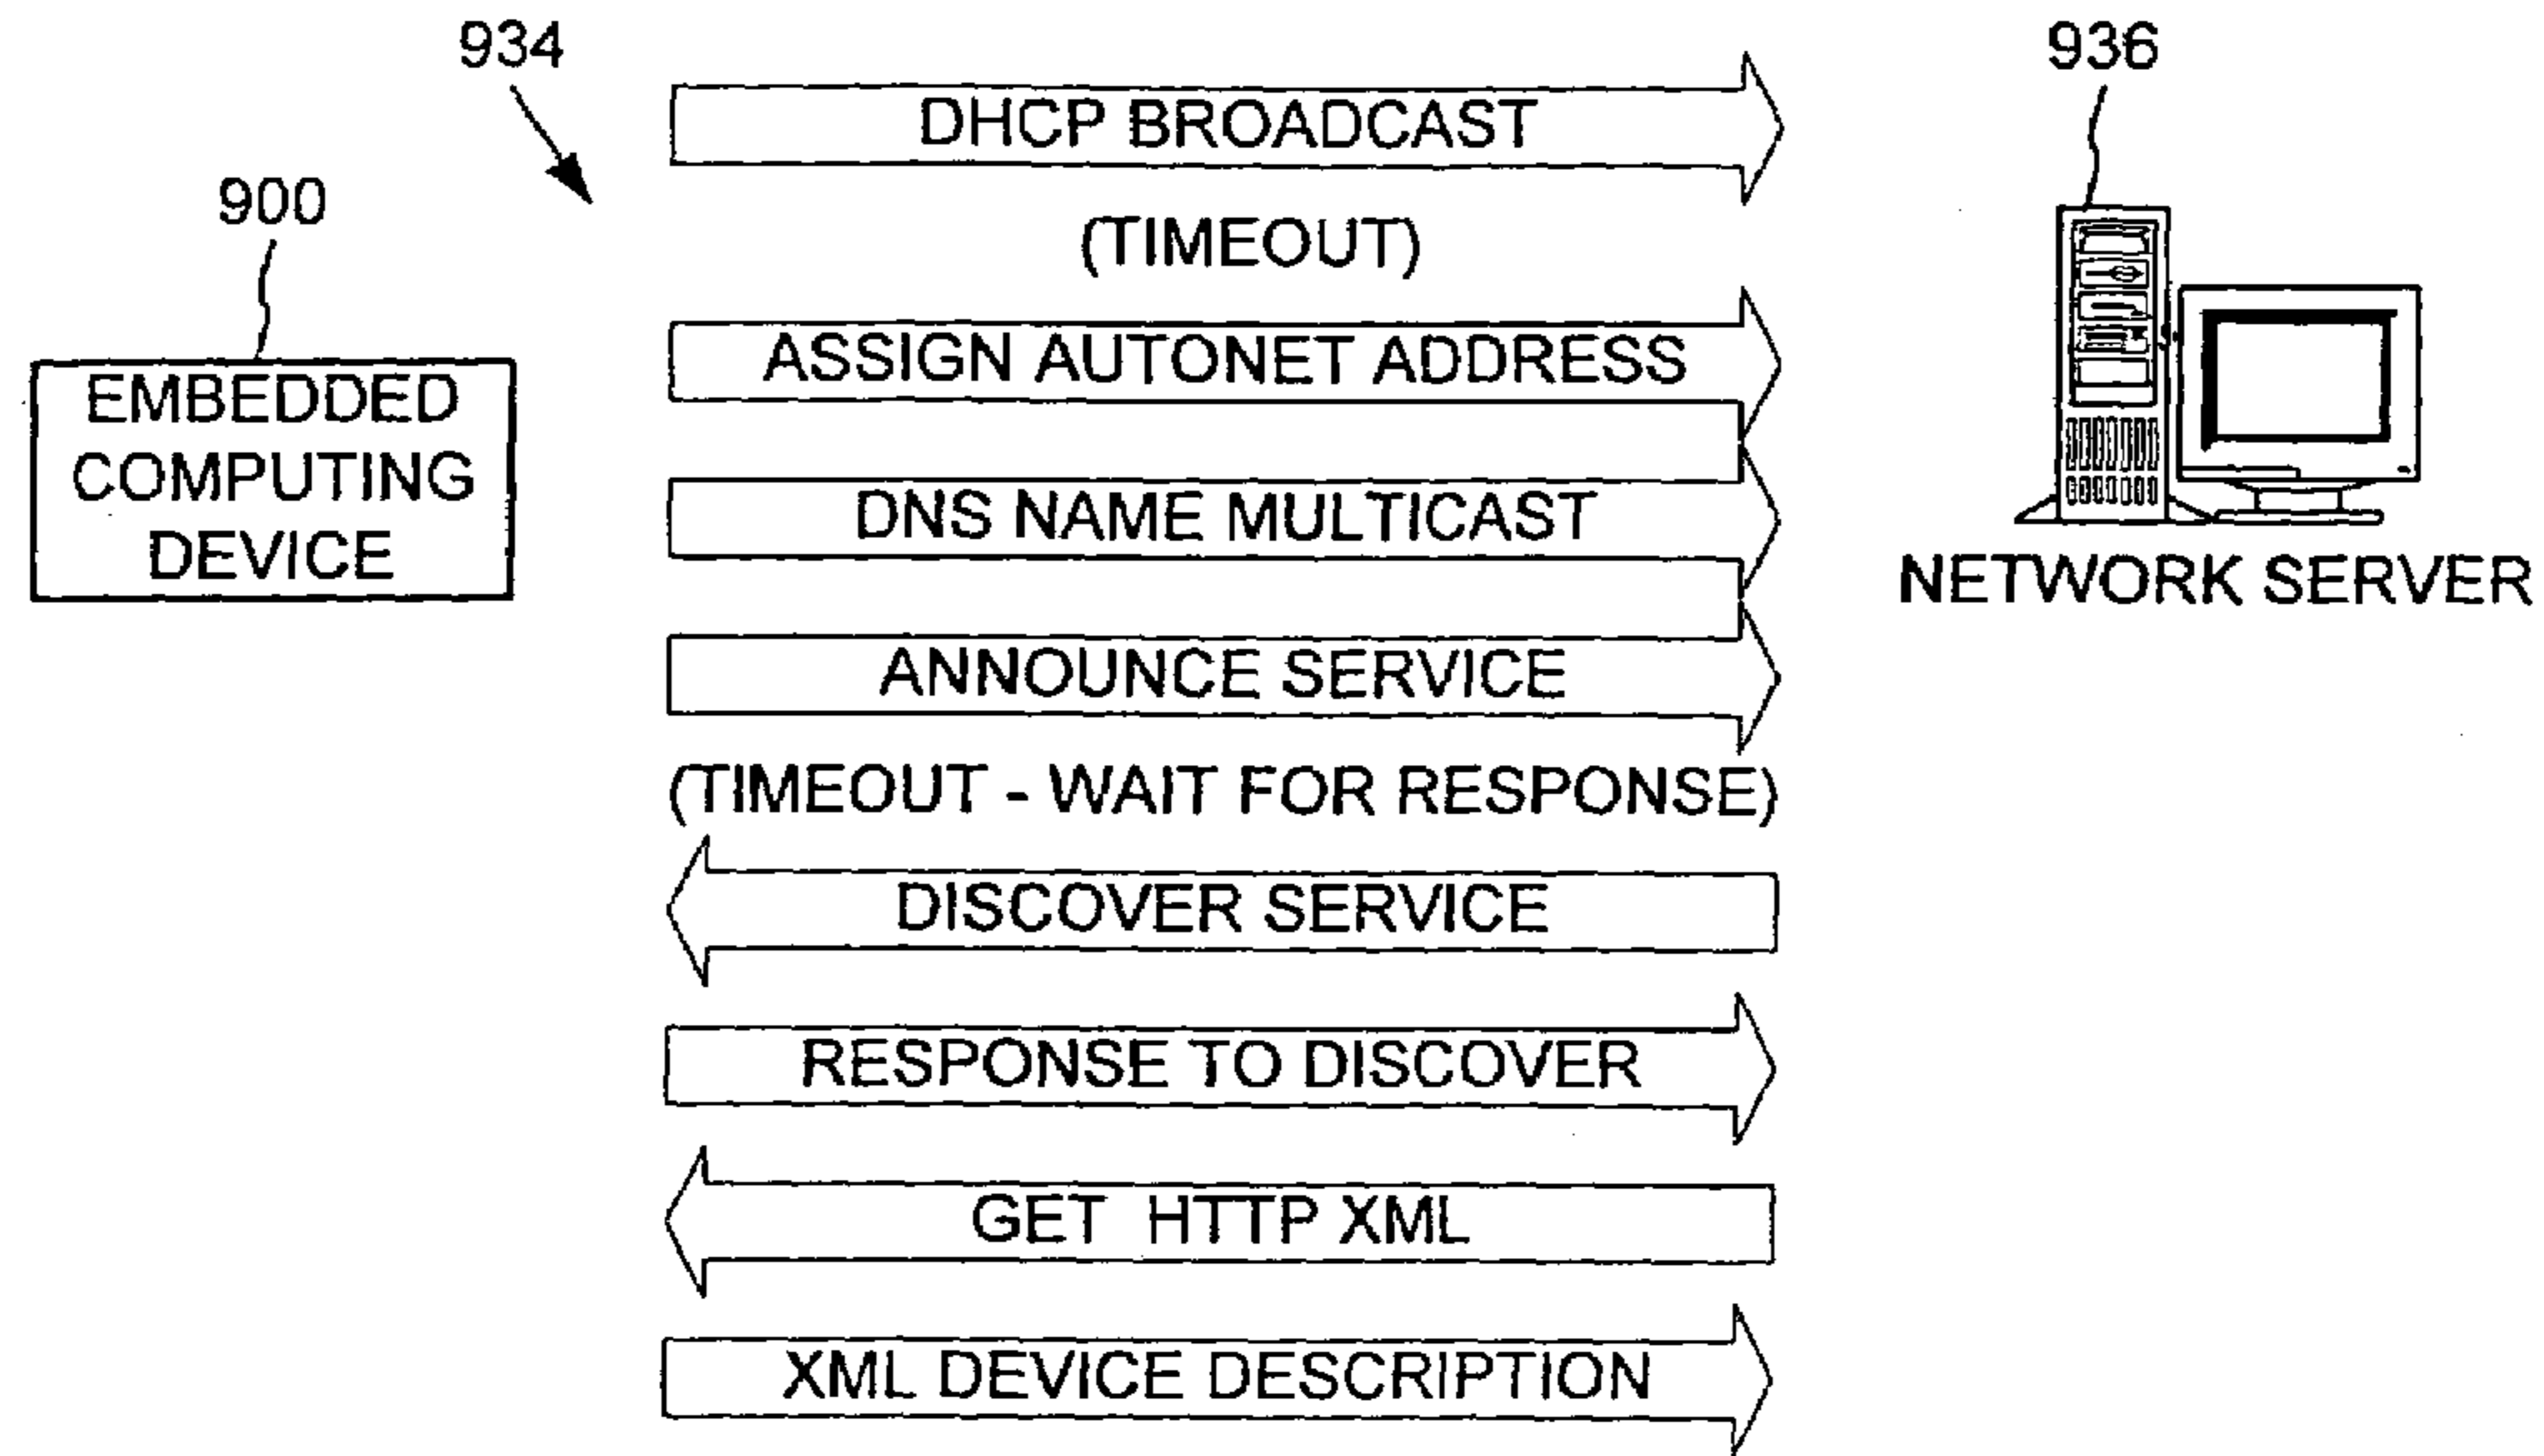 934
936
DHCP BROADCAST
900
(TIMEOUT)
ASSIGN AUTONET ADDRESS
EMBEDDED
COMPUTING
DEVICE
DNS NAME MULTICAST
NETWORK SERVER
ANNOUNCE SERVICE
(TIMEOUT - WAIT FOR RESPONSE)
DISCOVER SERVICE
RESPONSE TO DISCOVER
GET HTTP XML
XML DEVICE DESCRIPTION